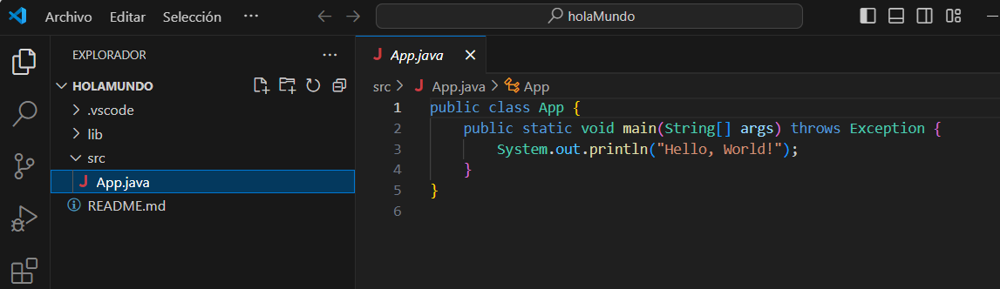 Archivo Editar Selección ··· holaMundo
EXPLORADOR ···
HOLAMUNDO
.vscode
lib
src
J App.java
README.md
J App.java
src > J App.java > App
1 public class App {
2     public static void main(String[] args) throws Exception {
3         System.out.println("Hello, World!");
4     }
5 }
6